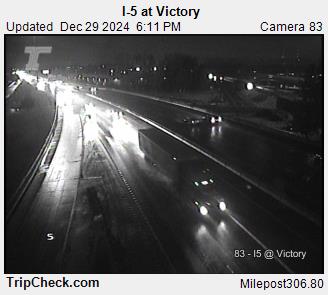 I-5 at Victory
Updated Dec 29 2024 6:11 PM Camera 83
S
83 - I5 @ Victory
TripCheck.com Milepost306.80